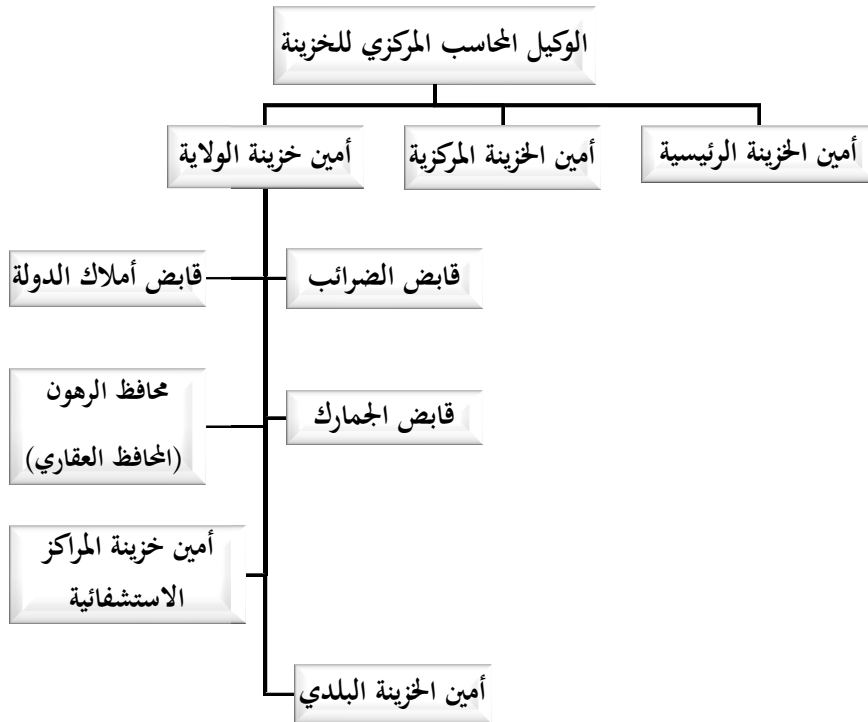 الوكيل المحاسب المركزي للخزينة
أمين الخزينة الرئيسية
أمين الخزينة المركزية
أمين خزينة الولاية
قابض الضرائب
قابض أملاك الدولة
قابض الجمارك
محافظ الرهون
(المحافظ العقاري)
أمين خزينة المراكز
الاستشفائية
أمين الخزينة البلدي